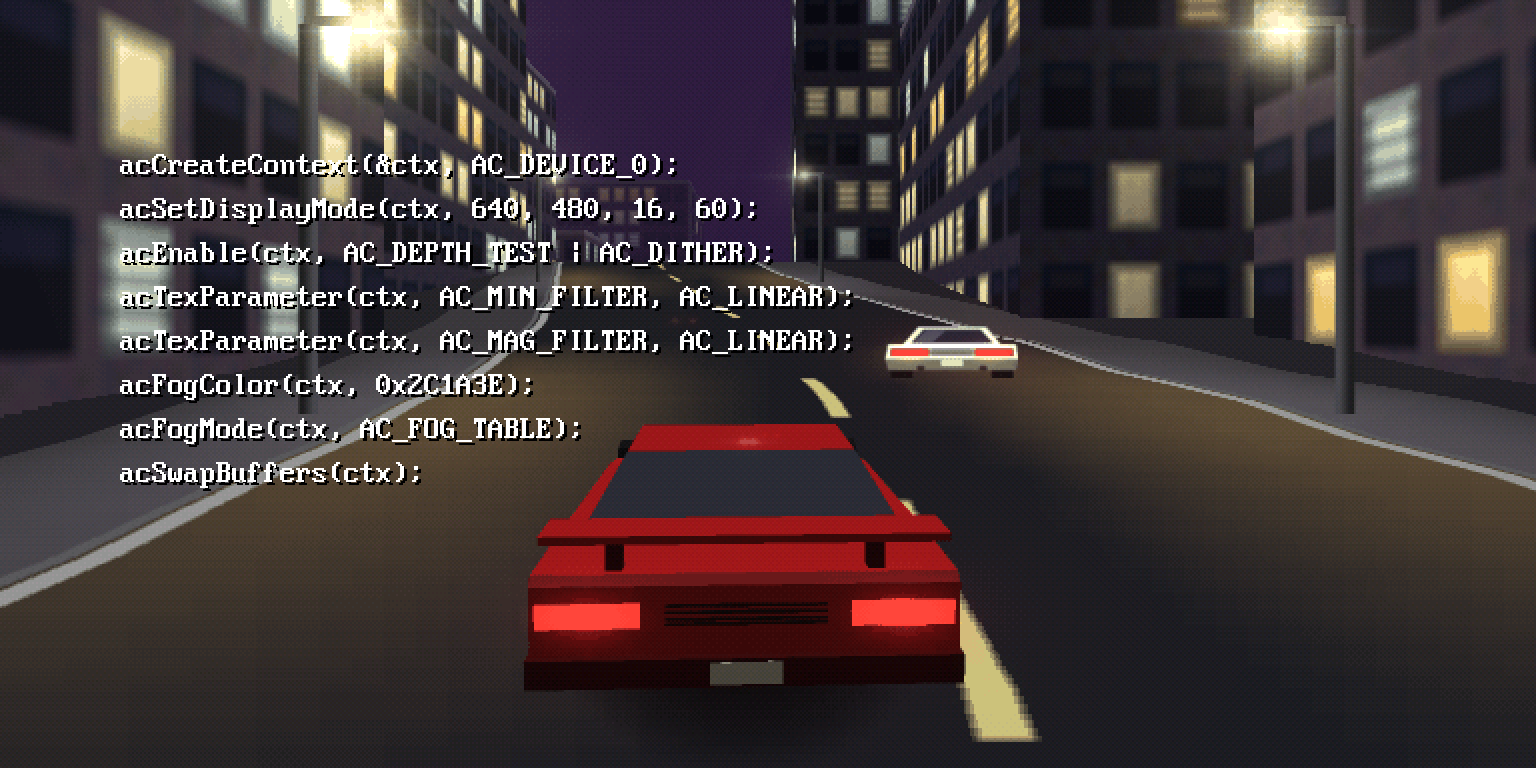 acCreateContext(&ctx, AC_DEVICE_0);
acSetDisplayMode(ctx, 640, 480, 16, 60);
acEnable(ctx, AC_DEPTH_TEST | AC_DITHER);
acTexParameter(ctx, AC_MIN_FILTER, AC_LINEAR);
acTexParameter(ctx, AC_MAG_FILTER, AC_LINEAR);
acFogColor(ctx, 0x2C1A3E);
acFogMode(ctx, AC_FOG_TABLE);
acSwapBuffers(ctx);